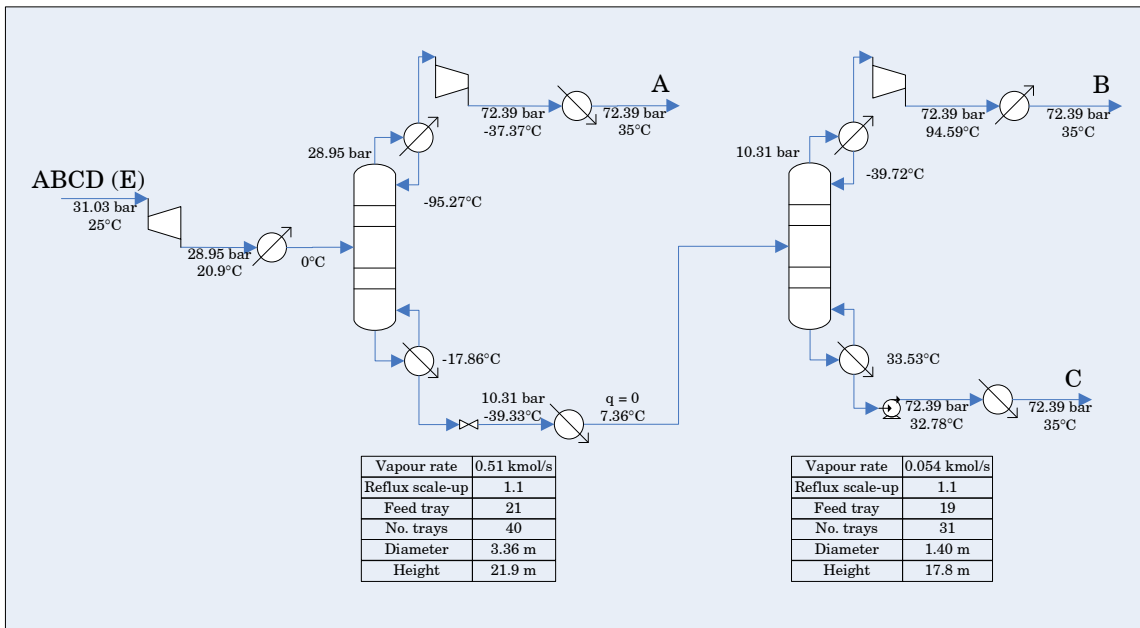 ABCD (E)
31.03 bar
25°C
28.95 bar
20.9°C
0°C
28.95 bar
-95.27°C
72.39 bar
-37.37°C
A
72.39 bar
35°C
-17.86°C
10.31 bar
-39.33°C
q = 0
7.36°C
10.31 bar
-39.72°C
72.39 bar
94.59°C
B
72.39 bar
35°C
33.53°C
72.39 bar
32.78°C
C
72.39 bar
35°C
Vapour rate 0.51 kmol/s
Reflux scale-up 1.1
Feed tray 21
No. trays 40
Diameter 3.36 m
Height 21.9 m
Vapour rate 0.054 kmol/s
Reflux scale-up 1.1
Feed tray 19
No. trays 31
Diameter 1.40 m
Height 17.8 m